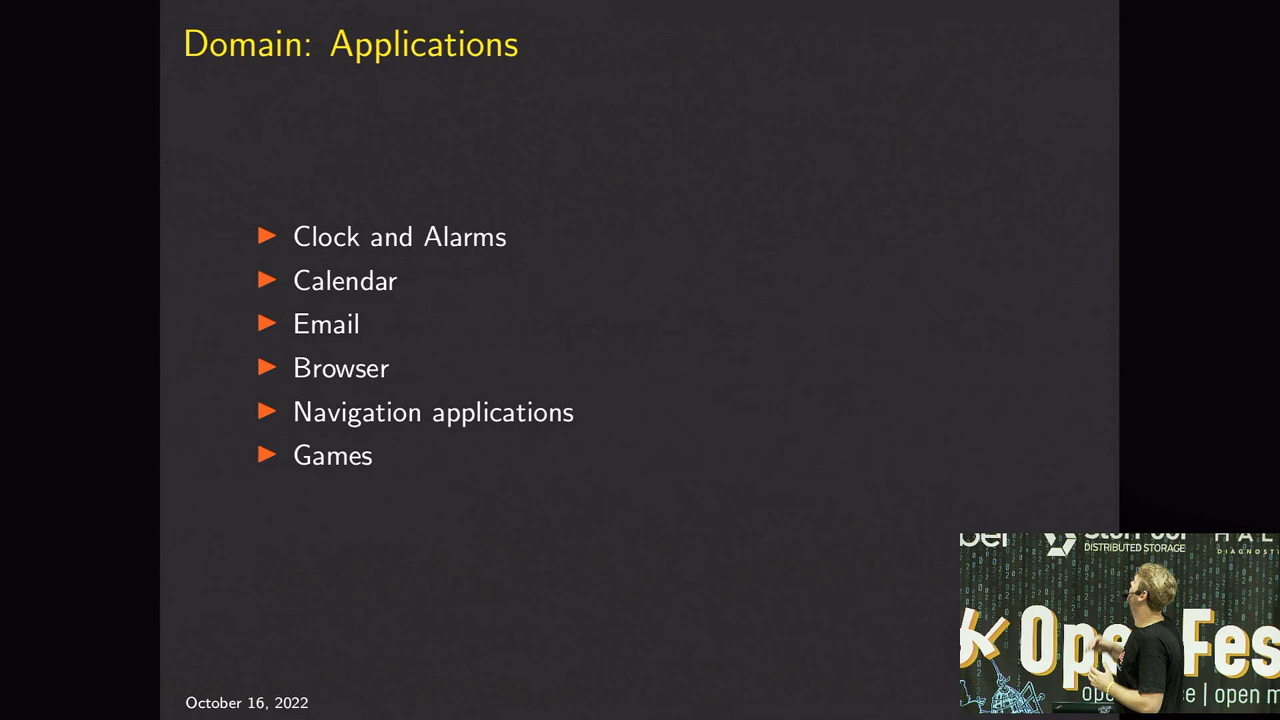 Domain: Applications
Clock and Alarms
Calendar
Email
Browser
Navigation applications
Games
October 16, 2022
DISTRIBUTED STORAGE